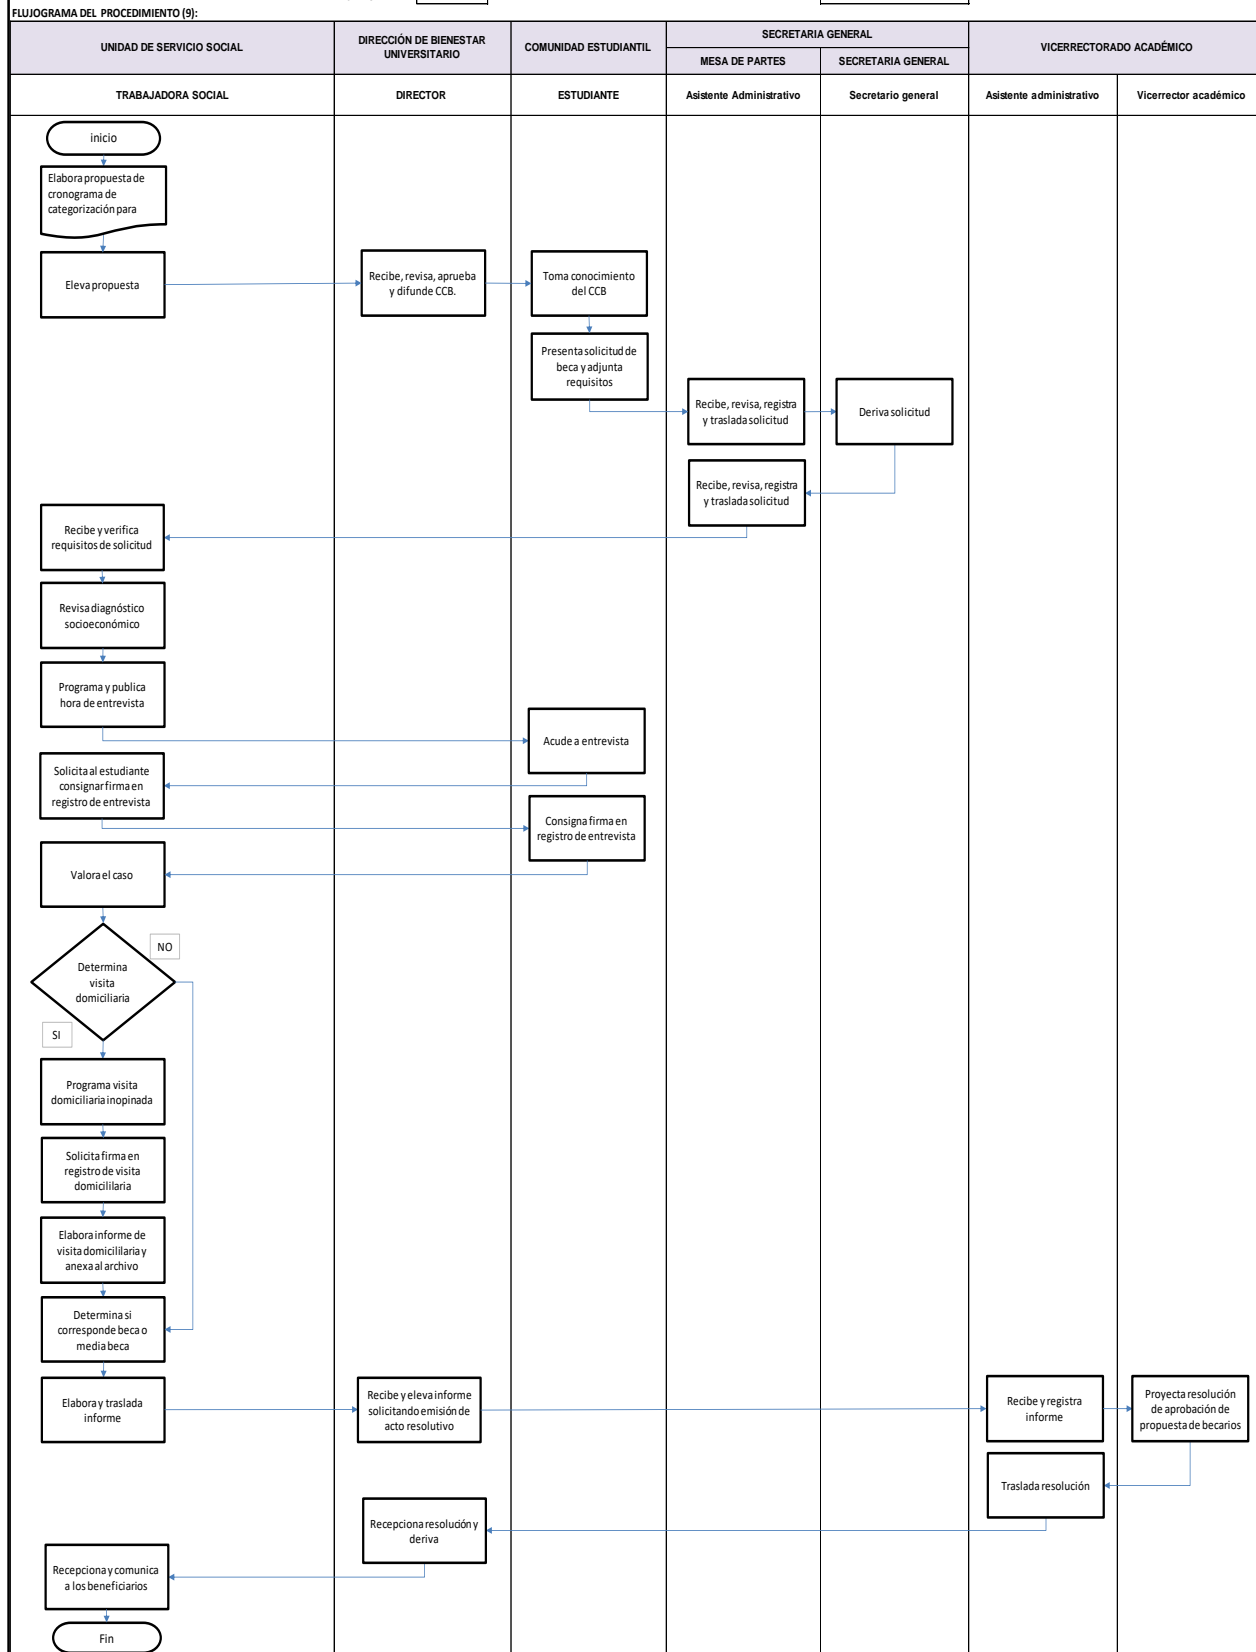 FLUJOGRAMA DEL PROCEDIMIENTO (9):
UNIDAD DE SERVICIO SOCIAL
DIRECCIÓN DE BIENESTAR
UNIVERSITARIO
COMUNIDAD ESTUDIANTIL
SECRETARIA GENERAL
VICERRECTORADO ACADÉMICO
MESA DE PARTES
SECRETARIA GENERAL
TRABAJADORA SOCIAL
DIRECTOR
ESTUDIANTE
Asistente Administrativo
Secretario general
Asistente administrativo
Vicerrector académico
inicio
Elabora propuesta de
cronograma de
categorización para
Eleva propuesta
Recibe, revisa, aprueba
y difunde CCB.
Toma conocimiento
del CCB
Presenta solicitud de
beca y adjunta
requisitos
Recibe, revisa, registra
y traslada solicitud
Deriva solicitud
Recibe, revisa, registra
y traslada solicitud
Recibe y verifica
requisitos de solicitud
Revisa diagnóstico
socioeconómico
Programa y publica
hora de entrevista
Acude a entrevista
Solicita al estudiante
consignar firma en
registro de entrevista
Consigna firma en
registro de entrevista
Valora el caso
NO
Determina
visita
domiciliaria
SI
Programa visita
domiciliaria inopinada
Solicita firma en
registro de visita
domicililaria
Elabora informe de
visita domicililaria y
anexa al archivo
Determina si
corresponde beca o
media beca
Elabora y traslada
informe
Recibe y eleva informe
solicitando emisión de
acto resolutivo
Recibe y registra
informe
Proyecta resolución
de aprobación de
propuesta de becarios
Traslada resolución
Recepciona resolución y
deriva
Recepciona y comunica
a los beneficiarios
Fin